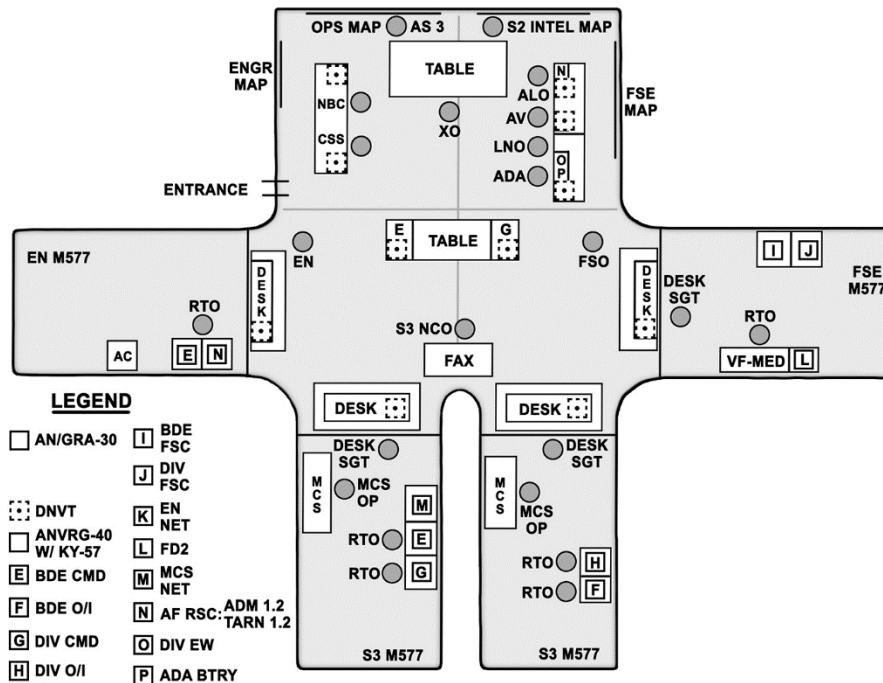 OPS MAP
AS 3
S2 INTEL MAP
ENGR
MAP
TABLE
N
NBC
ALO
FSE
MAP
XO
AV
CSS
LNO
O
P
ADA
ENTRANCE
E
TABLE
G
EN M577
EN
FSO
I
J
FSE
M577
DESK
DESK
DESK
SGT
RTO
RTO
S3 NCO
AC
E
N
FAX
VF-MED
L
DESK
DESK
DESK
SGT
DESK
SGT
MCS
MCS
OP
M
MCS
MCS
OP
RTO
E
RTO
H
RTO
G
RTO
F
S3 M577
S3 M577
LEGEND
AN/GRA-30
DNVT
ANVRG-40
W/ KY-57
E BDE CMD
F BDE O/I
G DIV CMD
H DIV O/I
I BDE
FSC
J DIV
FSC
K EN
NET
L FD2
M MCS
NET
N AF RSC: ADM 1.2
TARN 1.2
O DIV EW
P ADA BTRY